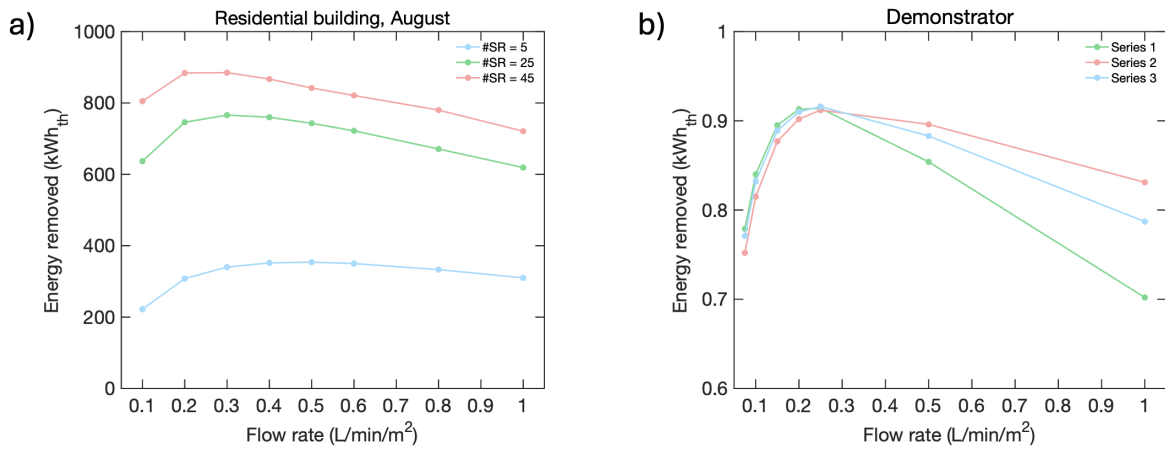 a)
Residential building, August
#SR = 5
#SR = 25
#SR = 45
1000
800
600
400
200
0
Energy removed (kWhth)
0.1 0.2 0.3 0.4 0.5 0.6 0.7 0.8 0.9 1
Flow rate (L/min/m2)
b)
Demonstrator
Series 1
Series 2
Series 3
1
0.9
0.8
0.7
0.6
Energy removed (kWhth)
0.1 0.2 0.3 0.4 0.5 0.6 0.7 0.8 0.9 1
Flow rate (L/min/m2)